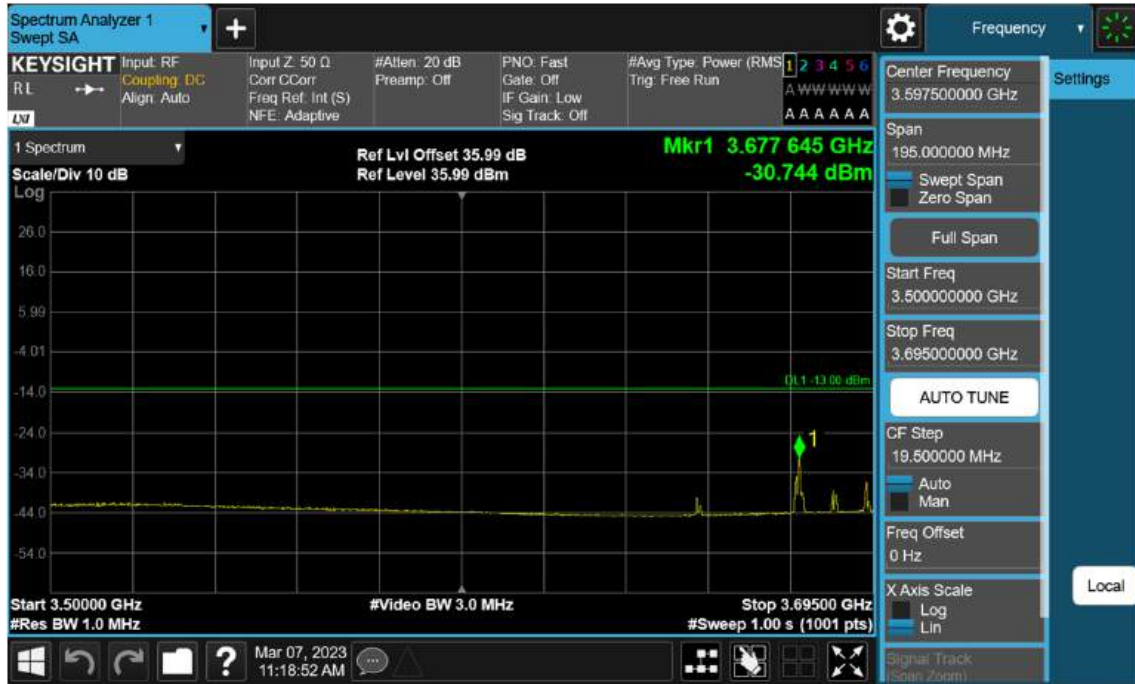 Spectrum Analyzer 1
Swept SA
+
Frequency
KEYSIGHT
RL
LXI
Input: RF
Coupling: DC
Align: Auto
Input Z: 50 Ω
Corr CCorr
Freq Ref: Int (S)
NFE: Adaptive
#Atten: 20 dB
Preamp: Off
PNO: Fast
Gate: Off
IF Gain: Low
Sig Track: Off
#Avg Type: Power (RMS
Trig: Free Run
1 2 3 4 5 6
A W W W W W
A A A A A A
1 Spectrum
Scale/Div 10 dB
Log
Ref Lvl Offset 35.99 dB
Ref Level 35.99 dBm
Mkr1 3.677 645 GHz
-30.744 dBm
26.0
16.0
5.99
-4.01
-14.0
-24.0
-34.0
-44.0
-54.0
DL1 -13.00 dBm
1
Start 3.50000 GHz
#Res BW 1.0 MHz
#Video BW 3.0 MHz
Stop 3.69500 GHz
#Sweep 1.00 s (1001 pts)
Center Frequency
3.597500000 GHz
Span
195.000000 MHz
Swept Span
Zero Span
Full Span
Start Freq
3.500000000 GHz
Stop Freq
3.695000000 GHz
AUTO TUNE
CF Step
19.500000 MHz
Auto
Man
Freq Offset
0 Hz
X Axis Scale
Log
Lin
Signal Track
(Span Zoom)
Settings
Local
?
Mar 07, 2023
11:18:52 AM